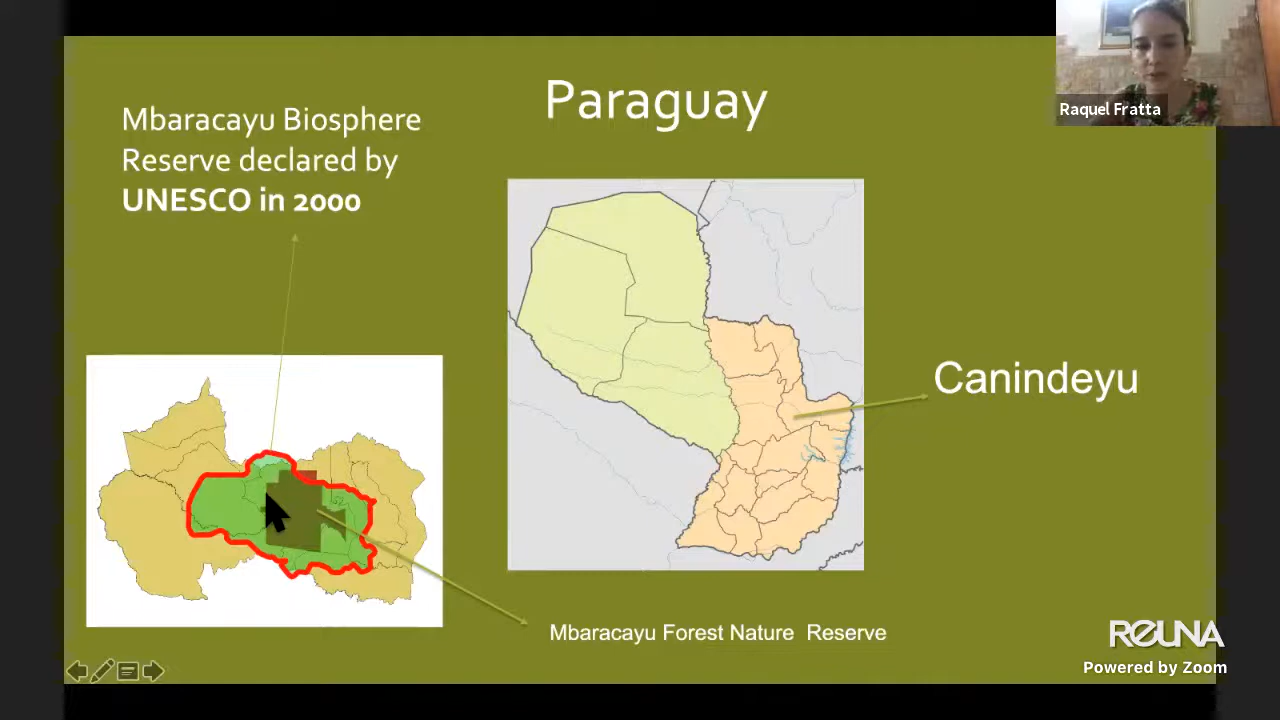 Paraguay
Raquel Fratta
Mbaracayu Biosphere
Reserve declared by
UNESCO in 2000
Canindeyu
Mbaracayu Forest Nature  Reserve
REUNA
Powered by Zoom